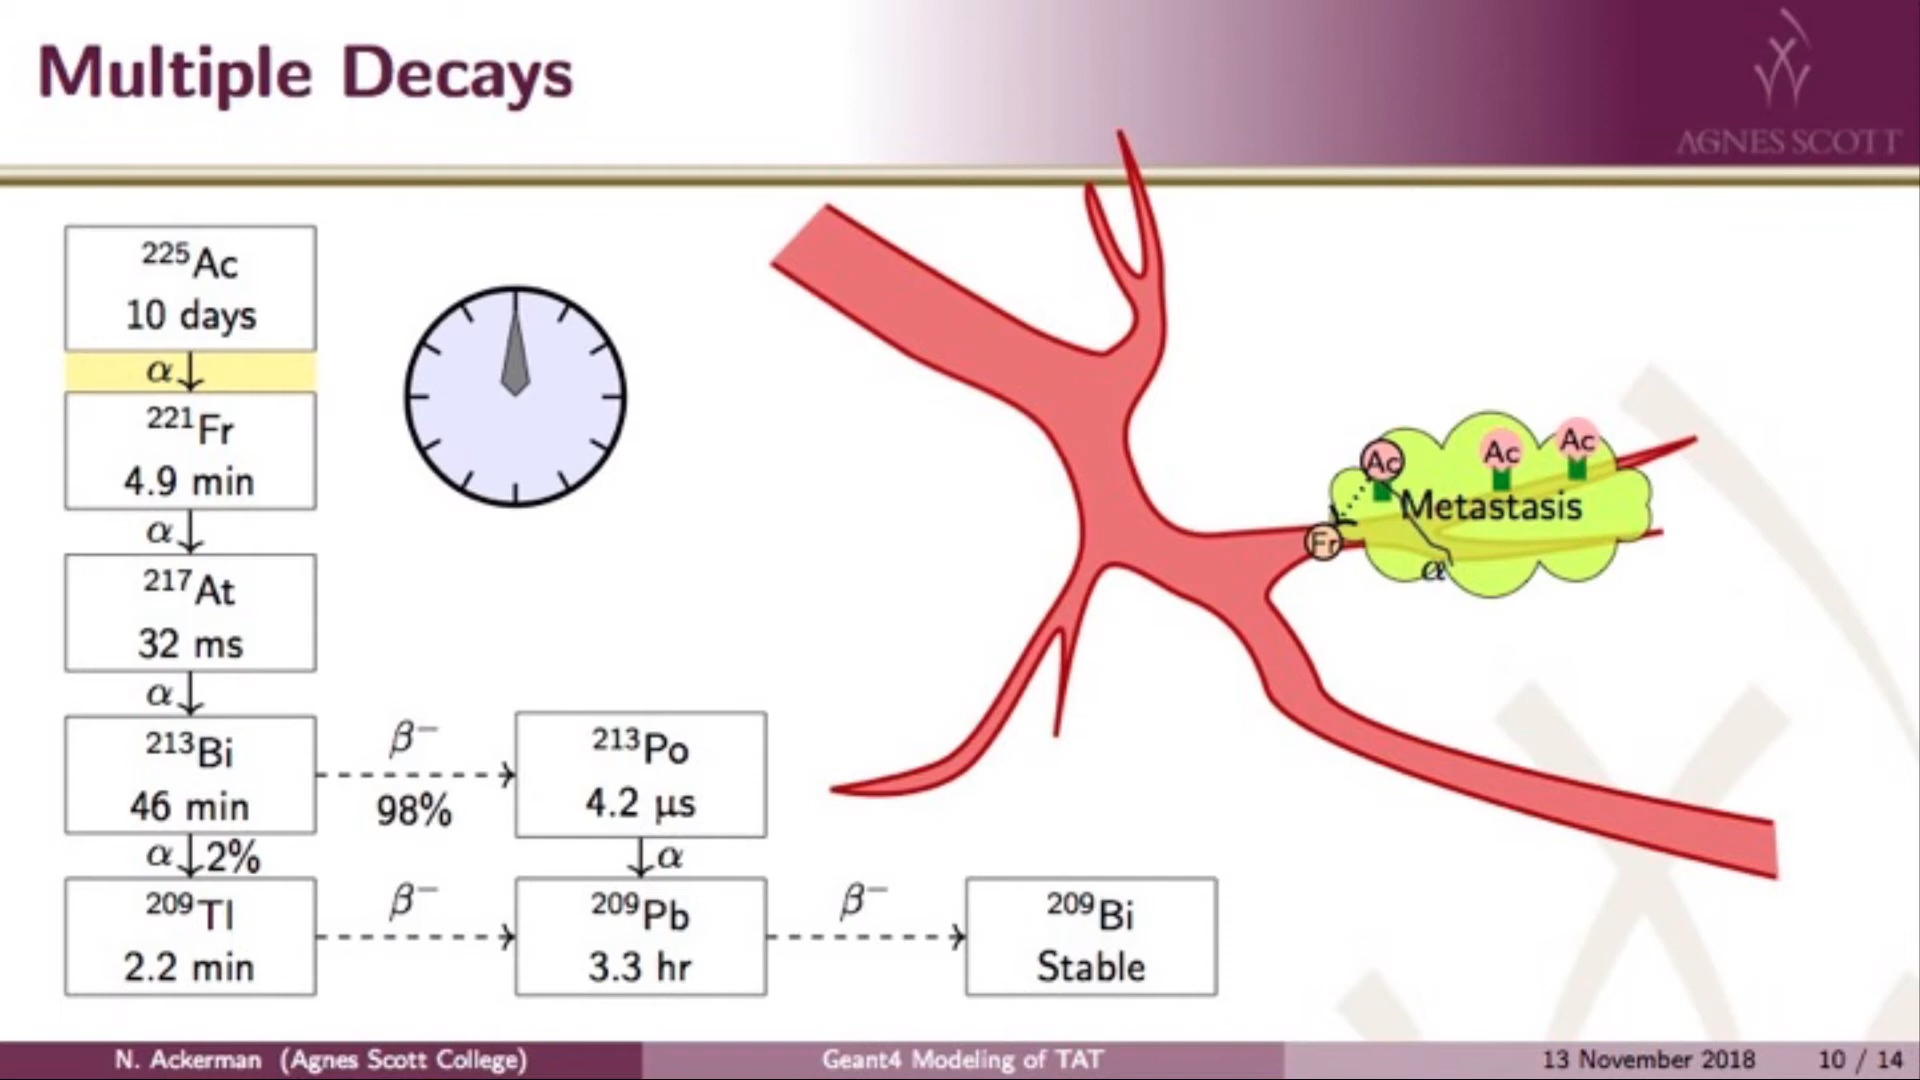 Multiple Decays
AGNES SCOTT
²²⁵Ac
10 days
α
²²¹Fr
4.9 min
α
²¹⁷At
32 ms
α
²¹³Bi
46 min
β⁻
98%
²¹³Po
4.2 µs
α 2%
α
²⁰⁹Tl
2.2 min
β⁻
²⁰⁹Pb
3.3 hr
β⁻
²⁰⁹Bi
Stable
Ac
Ac
Ac
Metastasis
Fr
α
N. Ackerman (Agnes Scott College)
Geant4 Modeling of TAT
13 November 2018
10 / 14